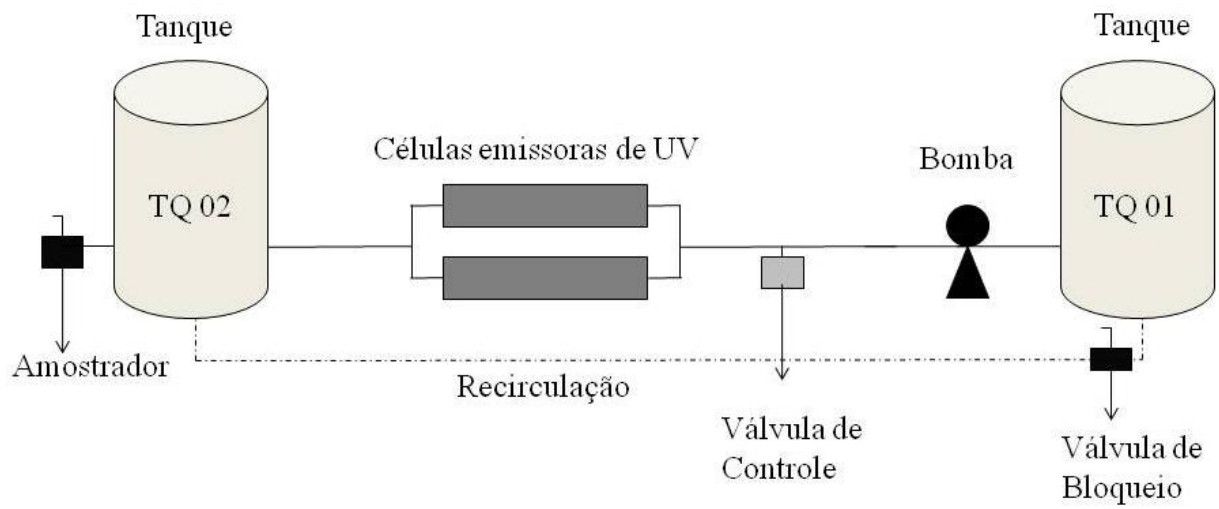 Tanque
Tanque
Células emissoras de UV
Bomba
TQ 02
TQ 01
Amostrador
Recirculação
Válvula de
Controle
Válvula de
Bloqueio